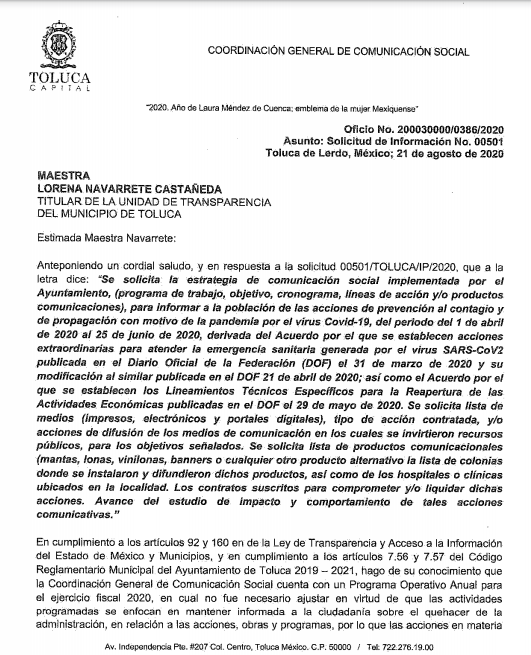 COORDINACIÓN GENERAL DE COMUNICACIÓN SOCIAL
TOLUCA
CAPITAL
"2020. Año de Laura Méndez de Cuenca; emblema de la mujer Mexiquense"
Oficio No. 200030000/0386/2020
Asunto: Solicitud de Información No. 00501
Toluca de Lerdo, México; 21 de agosto de 2020
MAESTRA
LORENA NAVARRETE CASTAÑEDA
TITULAR DE LA UNIDAD DE TRANSPARENCIA
DEL MUNICIPIO DE TOLUCA
Estimada Maestra Navarrete:
Anteponiendo un cordial saludo, y en respuesta a la solicitud 00501/TOLUCA/IP/2020, que a la
letra dice: "Se solicita la estrategia de comunicación social implementada por el
Ayuntamiento, (programa de trabajo, objetivo, cronograma, líneas de acción y/o productos
comunicaciones), para informar a la población de las acciones de prevención al contagio y
de propagación con motivo de la pandemia por el virus Covid-19, del periodo del 1 de abril
de 2020 al 25 de junio de 2020, derivada del Acuerdo por el que se establecen acciones
extraordinarias para atender la emergencia sanitaria generada por el virus SARS-CoV2
publicada en el Diario Oficial de la Federación (DOF) el 31 de marzo de 2020 y su
modificación al similar publicada en el DOF 21 de abril de 2020; así como el Acuerdo por el
que se establecen los Lineamientos Técnicos Específicos para la Reapertura de las
Actividades Económicas publicadas en el DOF el 29 de mayo de 2020. Se solicita lista de
medios (impresos, electrónicos y portales digitales), tipo de acción contratada, y/o
acciones de difusión de los medios de comunicación en los cuales se invirtieron recursos
públicos, para los objetivos señalados. Se solicita lista de productos comunicacionales
(mantas, lonas, vinilonas, banners o cualquier otro producto alternativo la lista de colonias
donde se instalaron y difundieron dichos productos, así como de los hospitales o clínicas
ubicados en la localidad. Los contratos suscritos para comprometer y/o liquidar dichas
acciones. Avance del estudio de impacto y comportamiento de tales acciones
comunicativas."
En cumplimiento a los artículos 92 y 160 en de la Ley de Transparencia y Acceso a la Información
del Estado de México y Municipios, y en cumplimiento a los artículos 7.56 y 7.57 del Código
Reglamentario Municipal del Ayuntamiento de Toluca 2019 – 2021, hago de su conocimiento que
la Coordinación General de Comunicación Social cuenta con un Programa Operativo Anual para
el ejercicio fiscal 2020, en cual no fue necesario ajustar en virtud de que las actividades
programadas se enfocan en mantener informada a la ciudadanía sobre el quehacer de la
administración, en relación a las acciones, obras y programas, por lo que las acciones en materia
Av. Independencia Pte. #207 Col. Centro, Toluca México. C.P. 50000 / Tel: 722.276.19.00